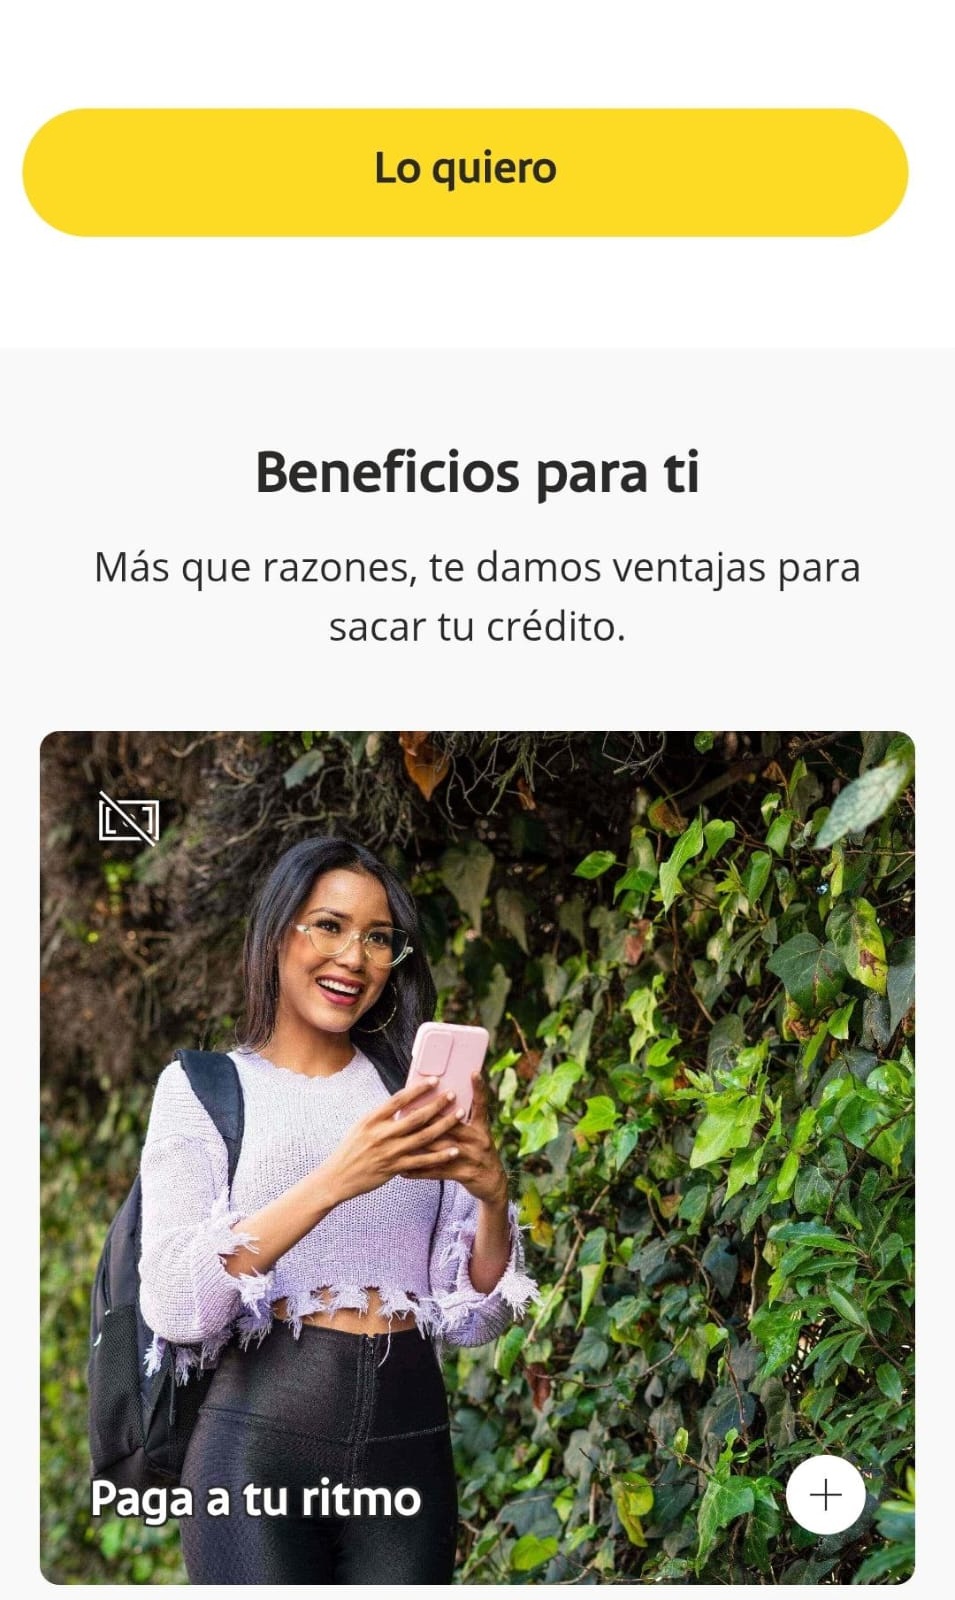 Lo quiero
Beneficios para ti
Más que razones, te damos ventajas para
sacar tu crédito.
Paga a tu ritmo